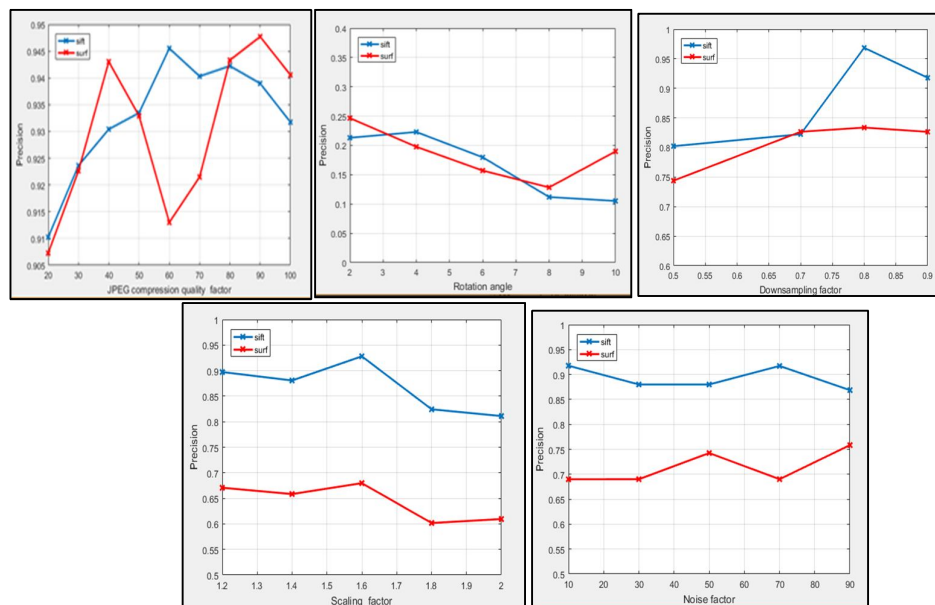 sift
surf
Precision
0.95
0.945
0.94
0.935
0.93
0.925
0.92
0.915
0.91
0.905
20 30 40 50 60 70 80 90 100
JPEG compression quality factor
sift
surf
Precision
0.4
0.35
0.3
0.25
0.2
0.15
0.1
0.05
0
2 3 4 5 6 7 8 9 10
Rotation angle
sift
surf
Precision
1
0.95
0.9
0.85
0.8
0.75
0.7
0.65
0.6
0.5 0.55 0.6 0.65 0.7 0.75 0.8 0.85 0.9
Downsampling factor
sift
surf
Precision
1
0.95
0.9
0.85
0.8
0.75
0.7
0.65
0.6
0.55
0.5
1.2 1.3 1.4 1.5 1.6 1.7 1.8 1.9 2
Scaling factor
sift
surf
Precision
1
0.95
0.9
0.85
0.8
0.75
0.7
0.65
0.6
0.55
0.5
10 20 30 40 50 60 70 80 90
Noise factor